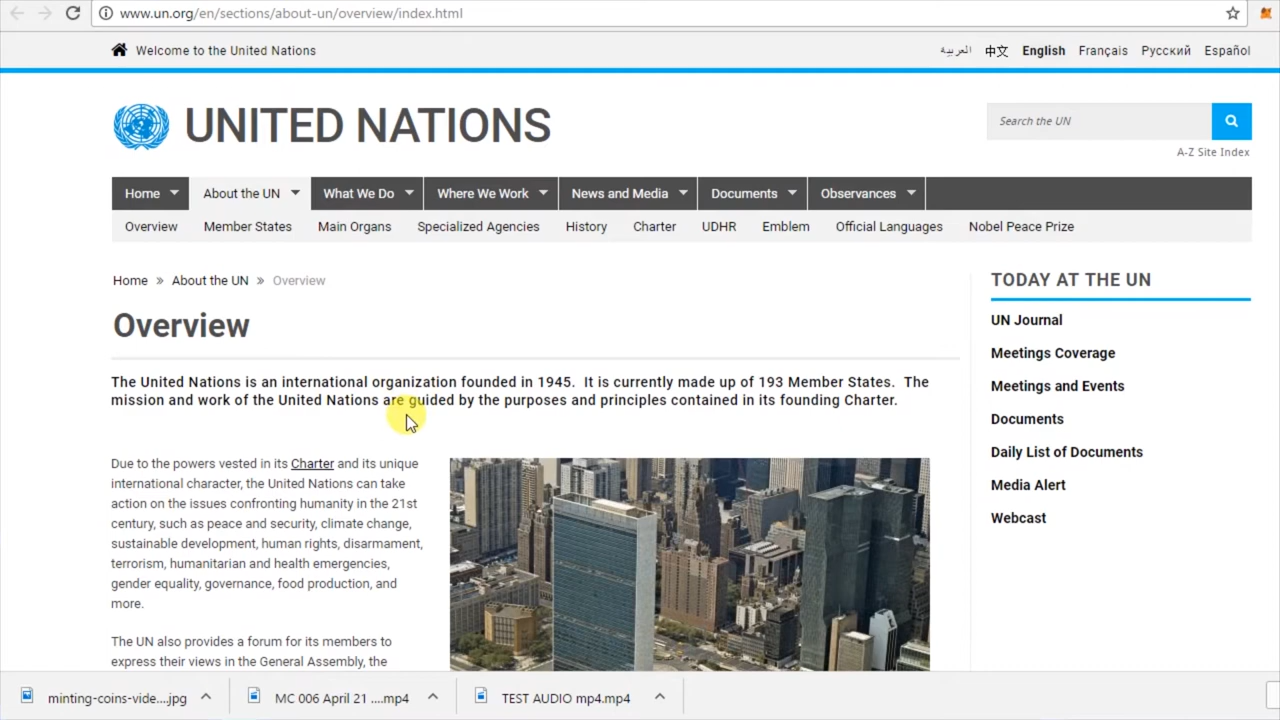 www.un.org/en/sections/about-un/overview/index.html
Welcome to the United Nations
العربية 中文 English Français Русский Español
UNITED NATIONS
Search the UN
A-Z Site Index
Home About the UN What We Do Where We Work News and Media Documents Observances
Overview Member States Main Organs Specialized Agencies History Charter UDHR Emblem Official Languages Nobel Peace Prize
Home » About the UN » Overview
Overview
The United Nations is an international organization founded in 1945. It is currently made up of 193 Member States. The
mission and work of the United Nations are guided by the purposes and principles contained in its founding Charter.
Due to the powers vested in its Charter and its unique
international character, the United Nations can take
action on the issues confronting humanity in the 21st
century, such as peace and security, climate change,
sustainable development, human rights, disarmament,
terrorism, humanitarian and health emergencies,
gender equality, governance, food production, and
more.
The UN also provides a forum for its members to
express their views in the General Assembly, the
TODAY AT THE UN
UN Journal
Meetings Coverage
Meetings and Events
Documents
Daily List of Documents
Media Alert
Webcast
minting-coins-vide....jpg MC 006 April 21 ....mp4 TEST AUDIO mp4.mp4